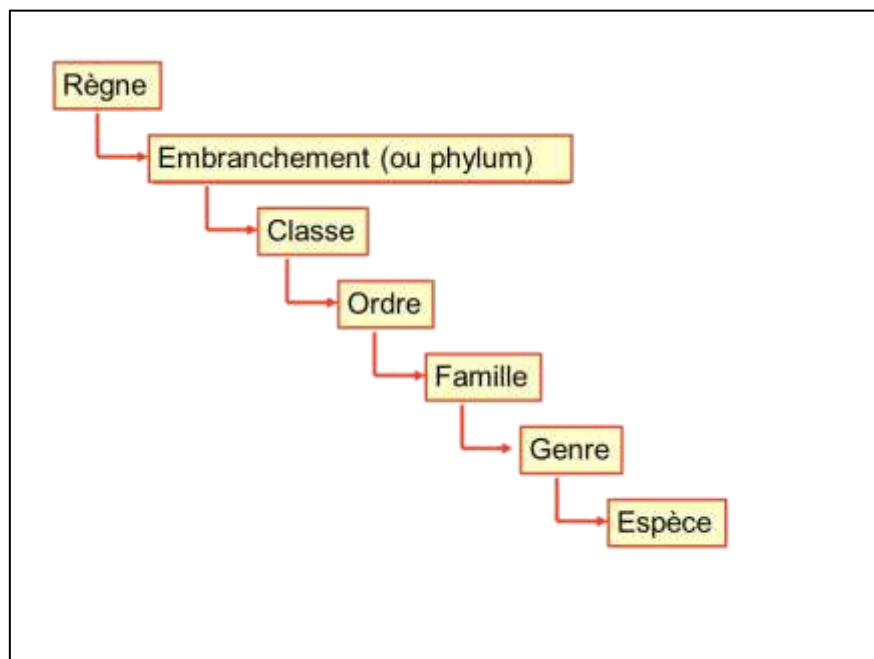 Règne
Embranchement (ou phylum)
Classe
Ordre
Famille
Genre
Espèce